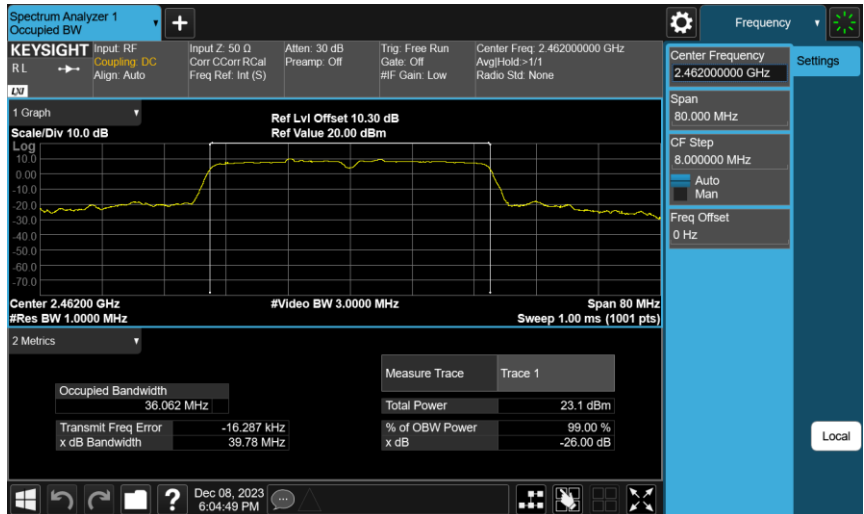 Spectrum Analyzer 1
Occupied BW
+
Frequency
KEYSIGHT
RL
LXI
Input: RF
Coupling: DC
Align: Auto
Input Z: 50 Ω
Corr CCorr RCal
Freq Ref: Int (S)
Atten: 30 dB
Preamp: Off
Trig: Free Run
Gate: Off
#IF Gain: Low
Center Freq: 2.462000000 GHz
Avg|Hold:>1/1
Radio Std: None
Center Frequency
2.462000000 GHz
Settings
Span
80.000 MHz
CF Step
8.000000 MHz
Auto
Man
Freq Offset
0 Hz
Local
1 Graph
Scale/Div 10.0 dB
Ref Lvl Offset 10.30 dB
Ref Value 20.00 dBm
Log
10.0
0.00
-10.0
-20.0
-30.0
-40.0
-50.0
-60.0
-70.0
Center 2.46200 GHz
#Res BW 1.0000 MHz
#Video BW 3.0000 MHz
Span 80 MHz
Sweep 1.00 ms (1001 pts)
2 Metrics
Measure Trace Trace 1
Occupied Bandwidth
36.062 MHz
Total Power 23.1 dBm
Transmit Freq Error -16.287 kHz
% of OBW Power 99.00 %
x dB Bandwidth 39.78 MHz
x dB -26.00 dB
?
Dec 08, 2023
6:04:49 PM